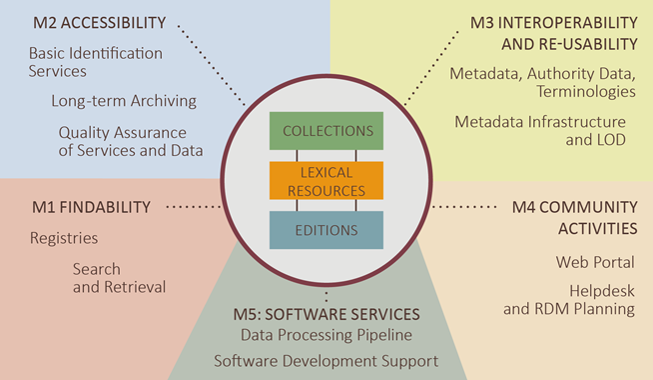 M2 ACCESSIBILITY
Basic Identification
Services
Long-term Archiving
Quality Assurance
of Services and Data
M3 INTEROPERABILITY
AND RE-USABILITY
Metadata, Authority Data,
Terminologies
Metadata Infrastructure
and LOD
COLLECTIONS
LEXICAL
RESOURCES
EDITIONS
M1 FINDABILITY
Registries
Search
and Retrieval
M4 COMMUNITY
ACTIVITIES
Web Portal
Helpdesk
and RDM Planning
M5: SOFTWARE SERVICES
Data Processing Pipeline
Software Development Support